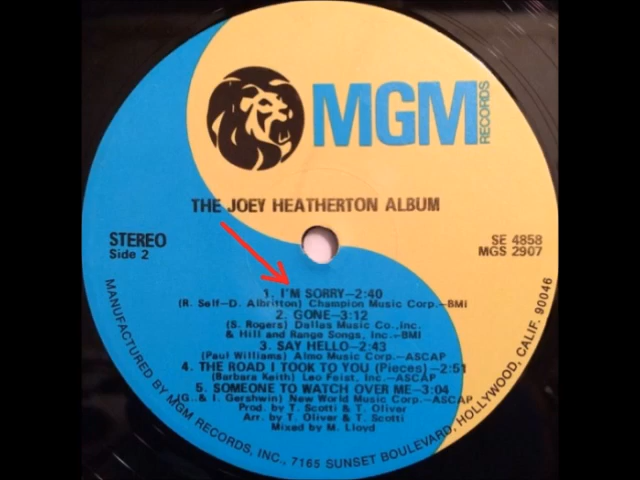 MGM
RECORDS
THE JOEY HEATHERTON ALBUM
STEREO
Side 2
SE 4858
MGS 2907
1. I'M SORRY—2:40
(R. Self—D. Albritton) Champion Music Corp.—BMI
2. GONE—3:12
(S. Rogers) Dallas Music Co., Inc.
& Hill and Range Songs, Inc.—BMI
3. SAY HELLO—2:43
(Paul Williams) Almo Music Corp.—ASCAP
4. THE ROAD I TOOK TO YOU (Pieces)—2:51
(Barbara Keith) Leo Feist, Inc.—ASCAP
5. SOMEONE TO WATCH OVER ME—3:04
(G. & I. Gershwin) New World Music Corp.—ASCAP
Prod. by T. Scotti & T. Oliver
Arr. by T. Oliver & T. Scotti
Mixed by M. Lloyd
MANUFACTURED BY MGM RECORDS, INC., 7165 SUNSET BOULEVARD, HOLLYWOOD, CALIF. 90046